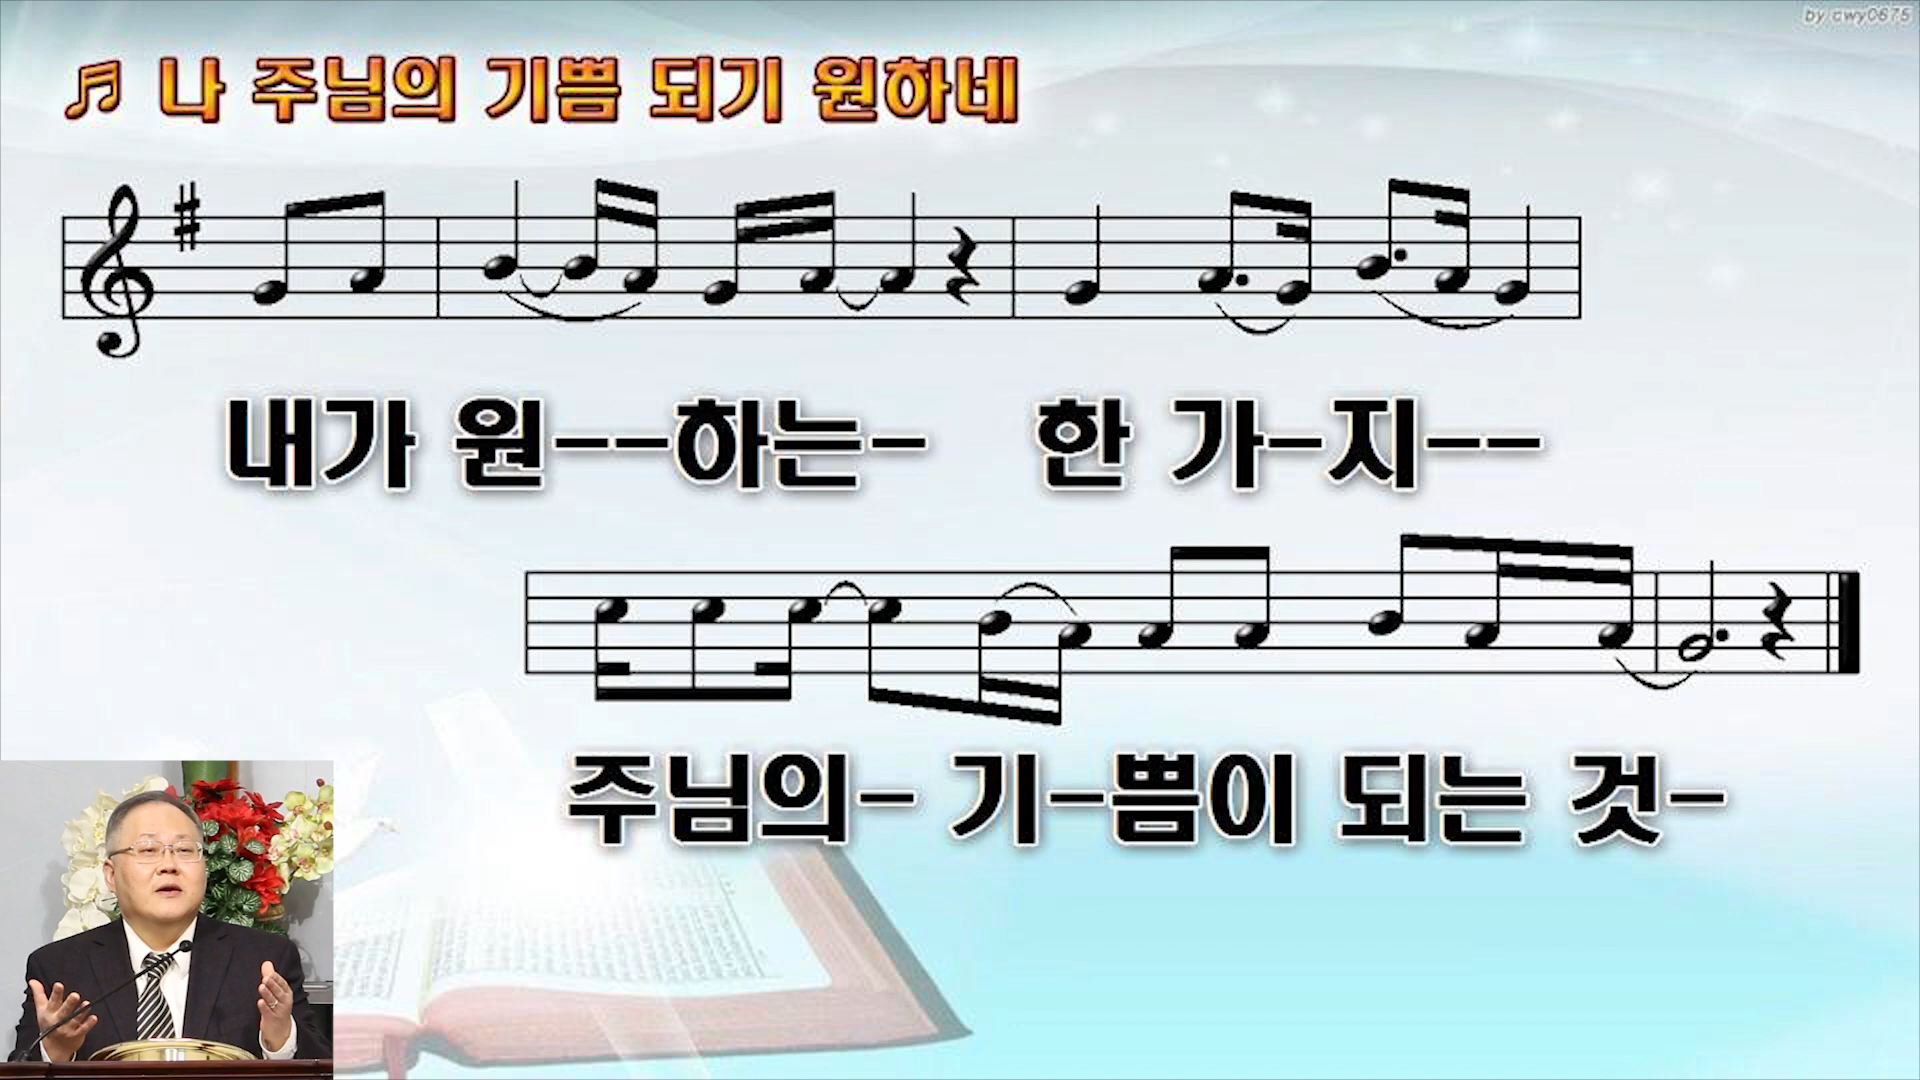 by cwy0675
♬ 나 주님의 기쁨 되기 원하네
내가 원--하는- 한 가-지--
주님의- 기-쁨이 되는 것-